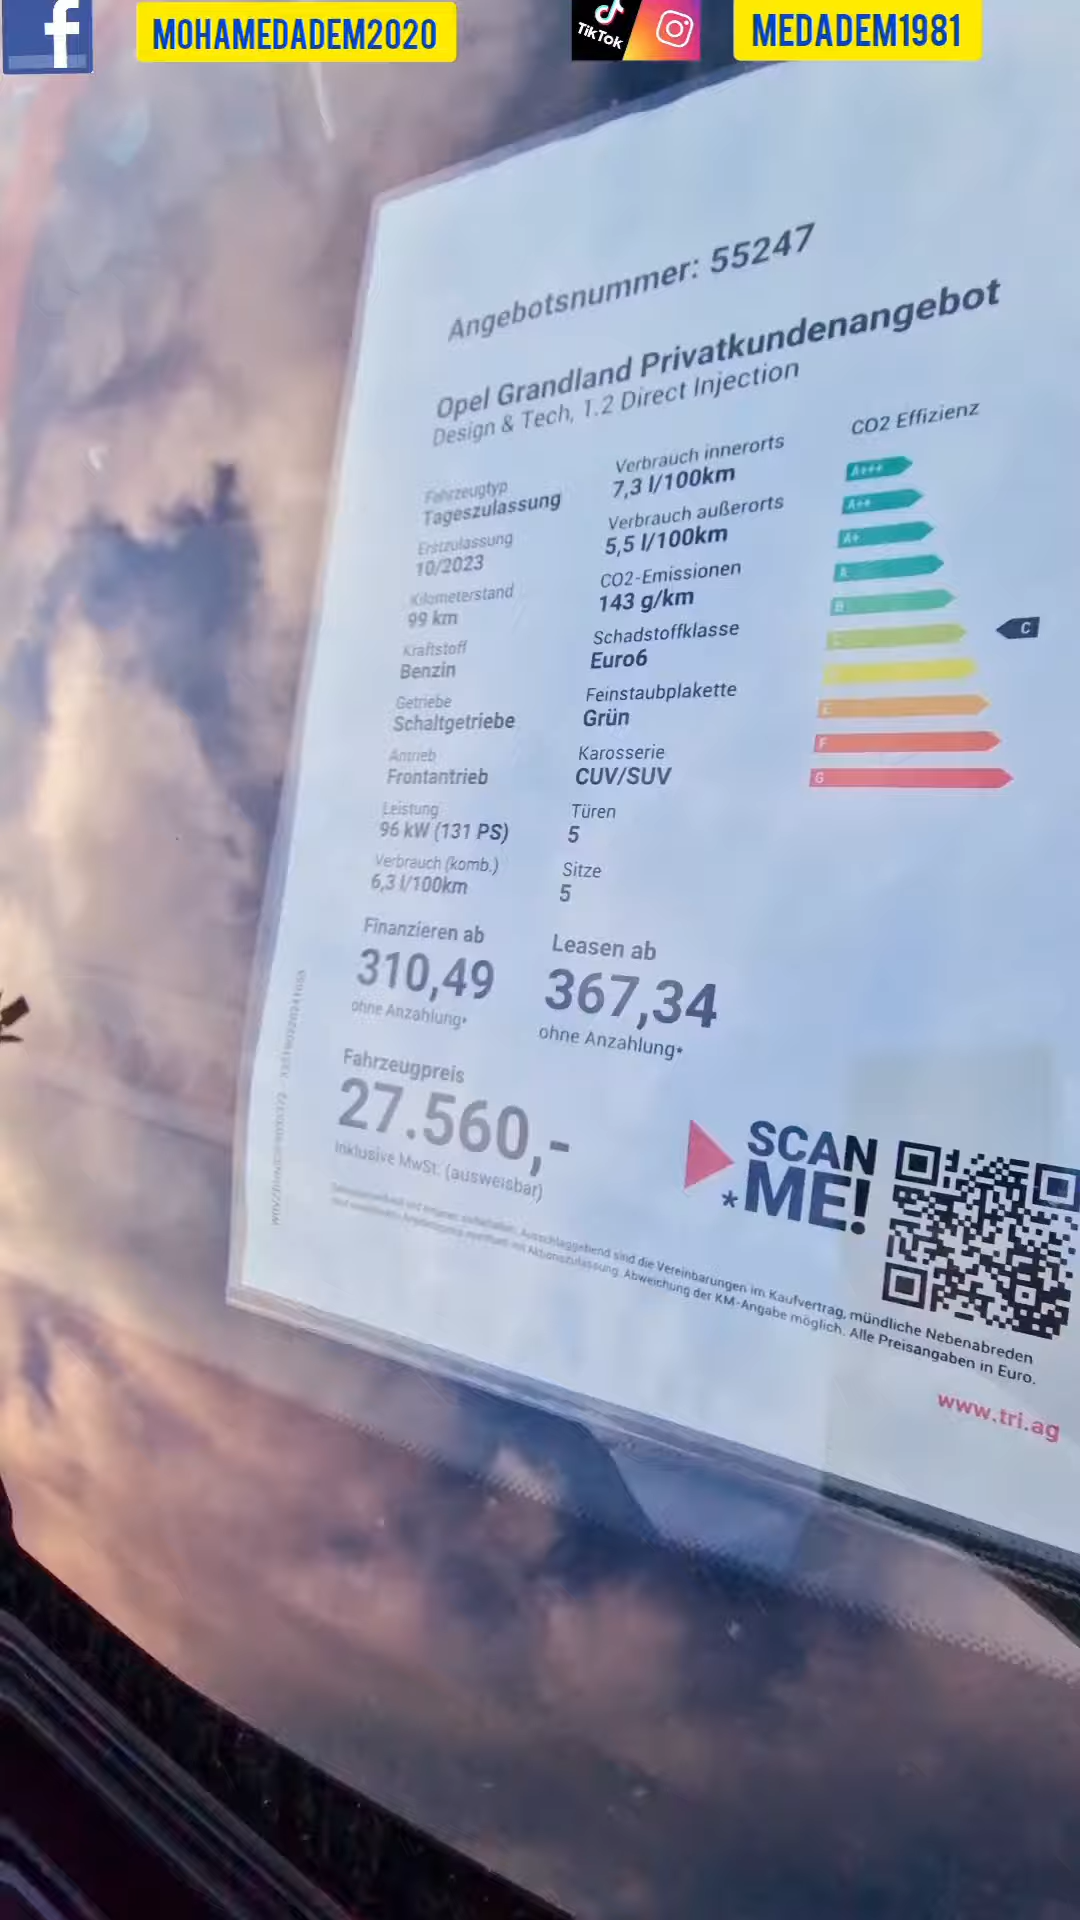 f MOHAMEDADEM2020 TikTok MEDADEM1981
Angebotsnummer: 55247
Opel Grandland Privatkundenangebot
Design & Tech, 1.2 Direct Injection
Fahrzeugtyp
Tageszulassung
Erstzulassung
10/2023
Kilometerstand
99 km
Kraftstoff
Benzin
Getriebe
Schaltgetriebe
Antrieb
Frontantrieb
Leistung
96 kW (131 PS)
Verbrauch (komb.)
6,3 l/100km
Verbrauch innerorts
7,3 l/100km
Verbrauch außerorts
5,5 l/100km
CO2-Emissionen
143 g/km
Schadstoffklasse
Euro6
Feinstaubplakette
Grün
Karosserie
CUV/SUV
Türen
5
Sitze
5
CO2 Effizienz
A+++
A++
A+
A
B
C
E
F
G
Finanzieren ab
310,49
ohne Anzahlung*
Leasen ab
367,34
ohne Anzahlung*
Fahrzeugpreis
27.560,-
Inklusive MwSt. (ausweisbar)
SCAN
*ME!
Ausschlaggebend sind die Vereinbarungen im Kaufvertrag, mündliche Nebenabreden
mit Aktionszulassung. Abweichung der KM-Angabe möglich. Alle Preisangaben in Euro.
www.tri.ag